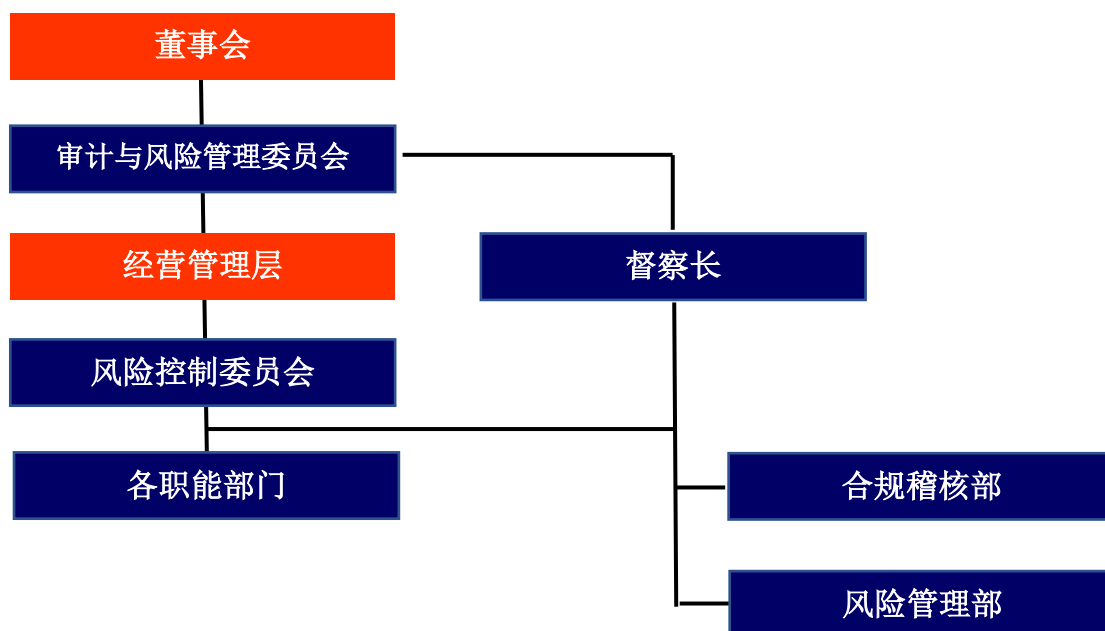 董事会
审计与风险管理委员会
经营管理层
督察长
风险控制委员会
各职能部门
合规稽核部
风险管理部